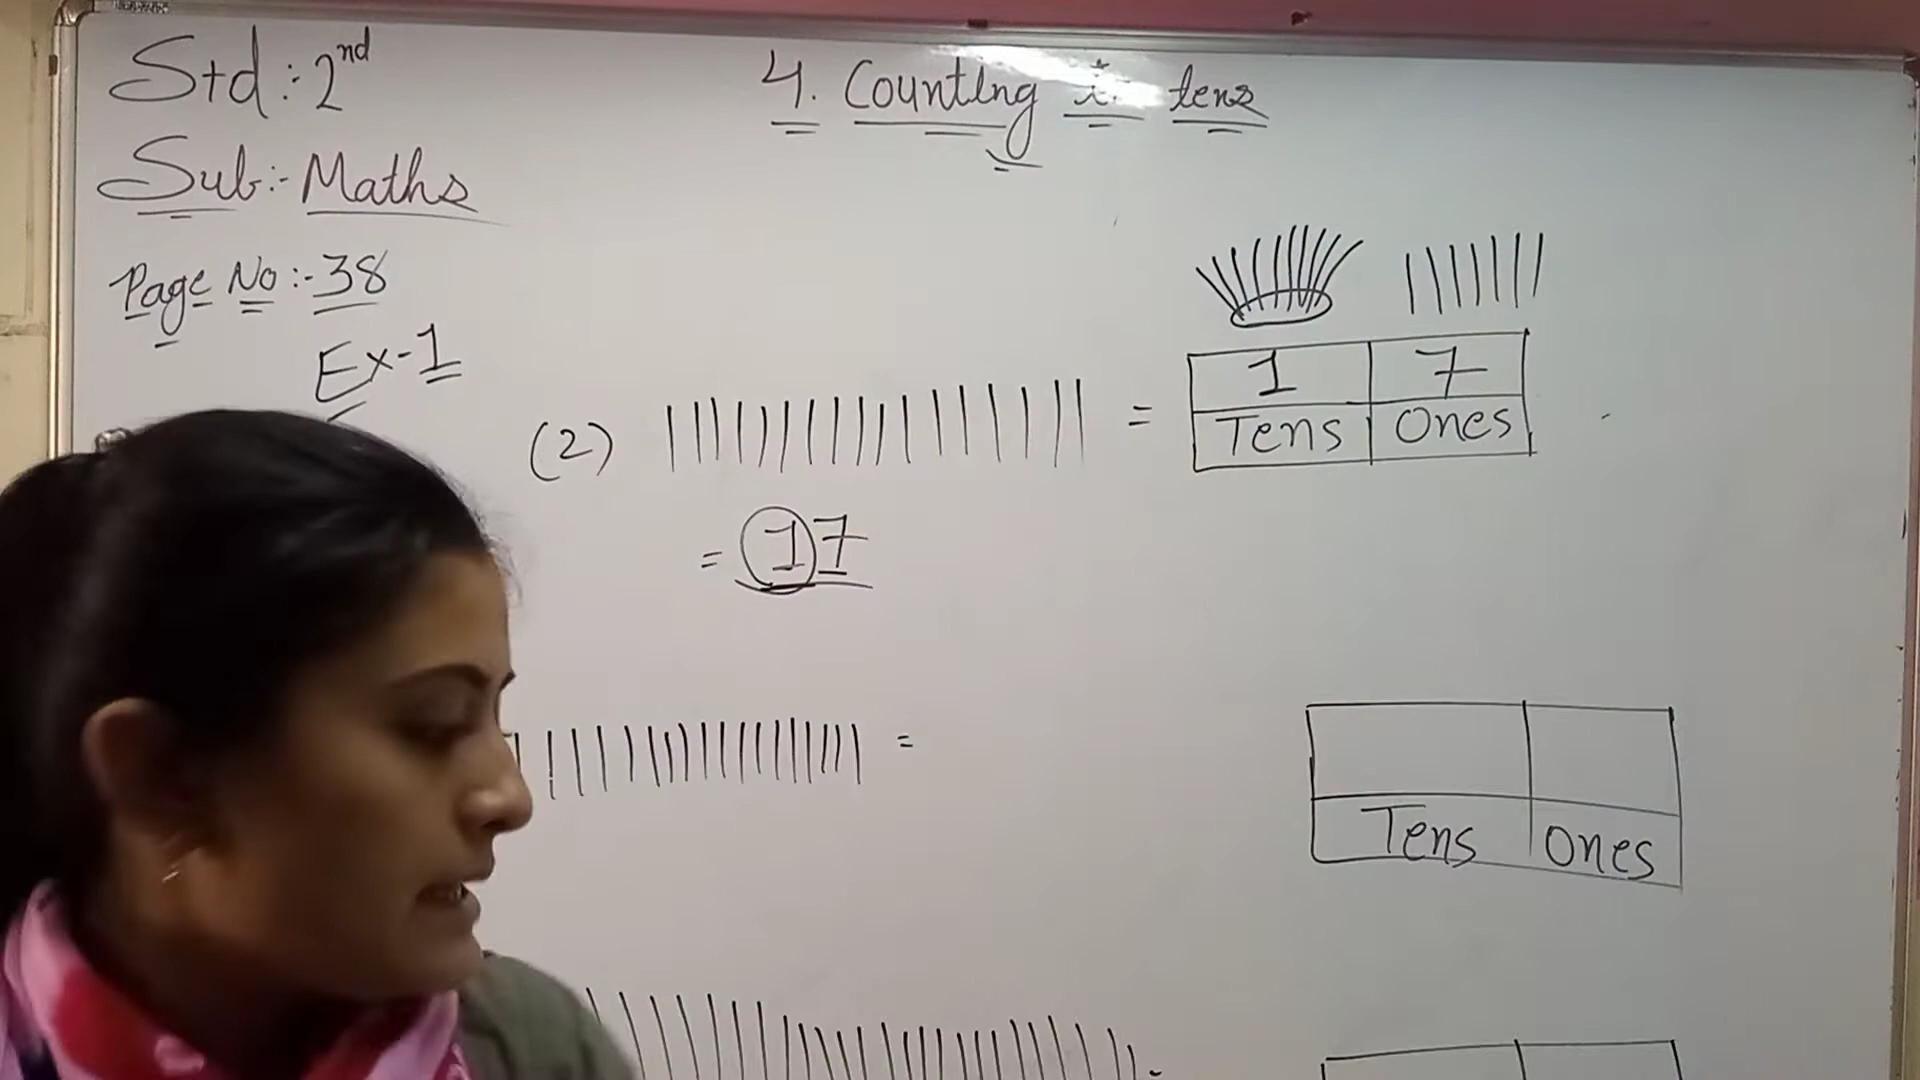 Std:- 2nd
4. Counting in tens
Sub:- Maths
Page No:- 38
Ex-1
(2) = 1 7
Tens Ones
= 17
=
Tens Ones